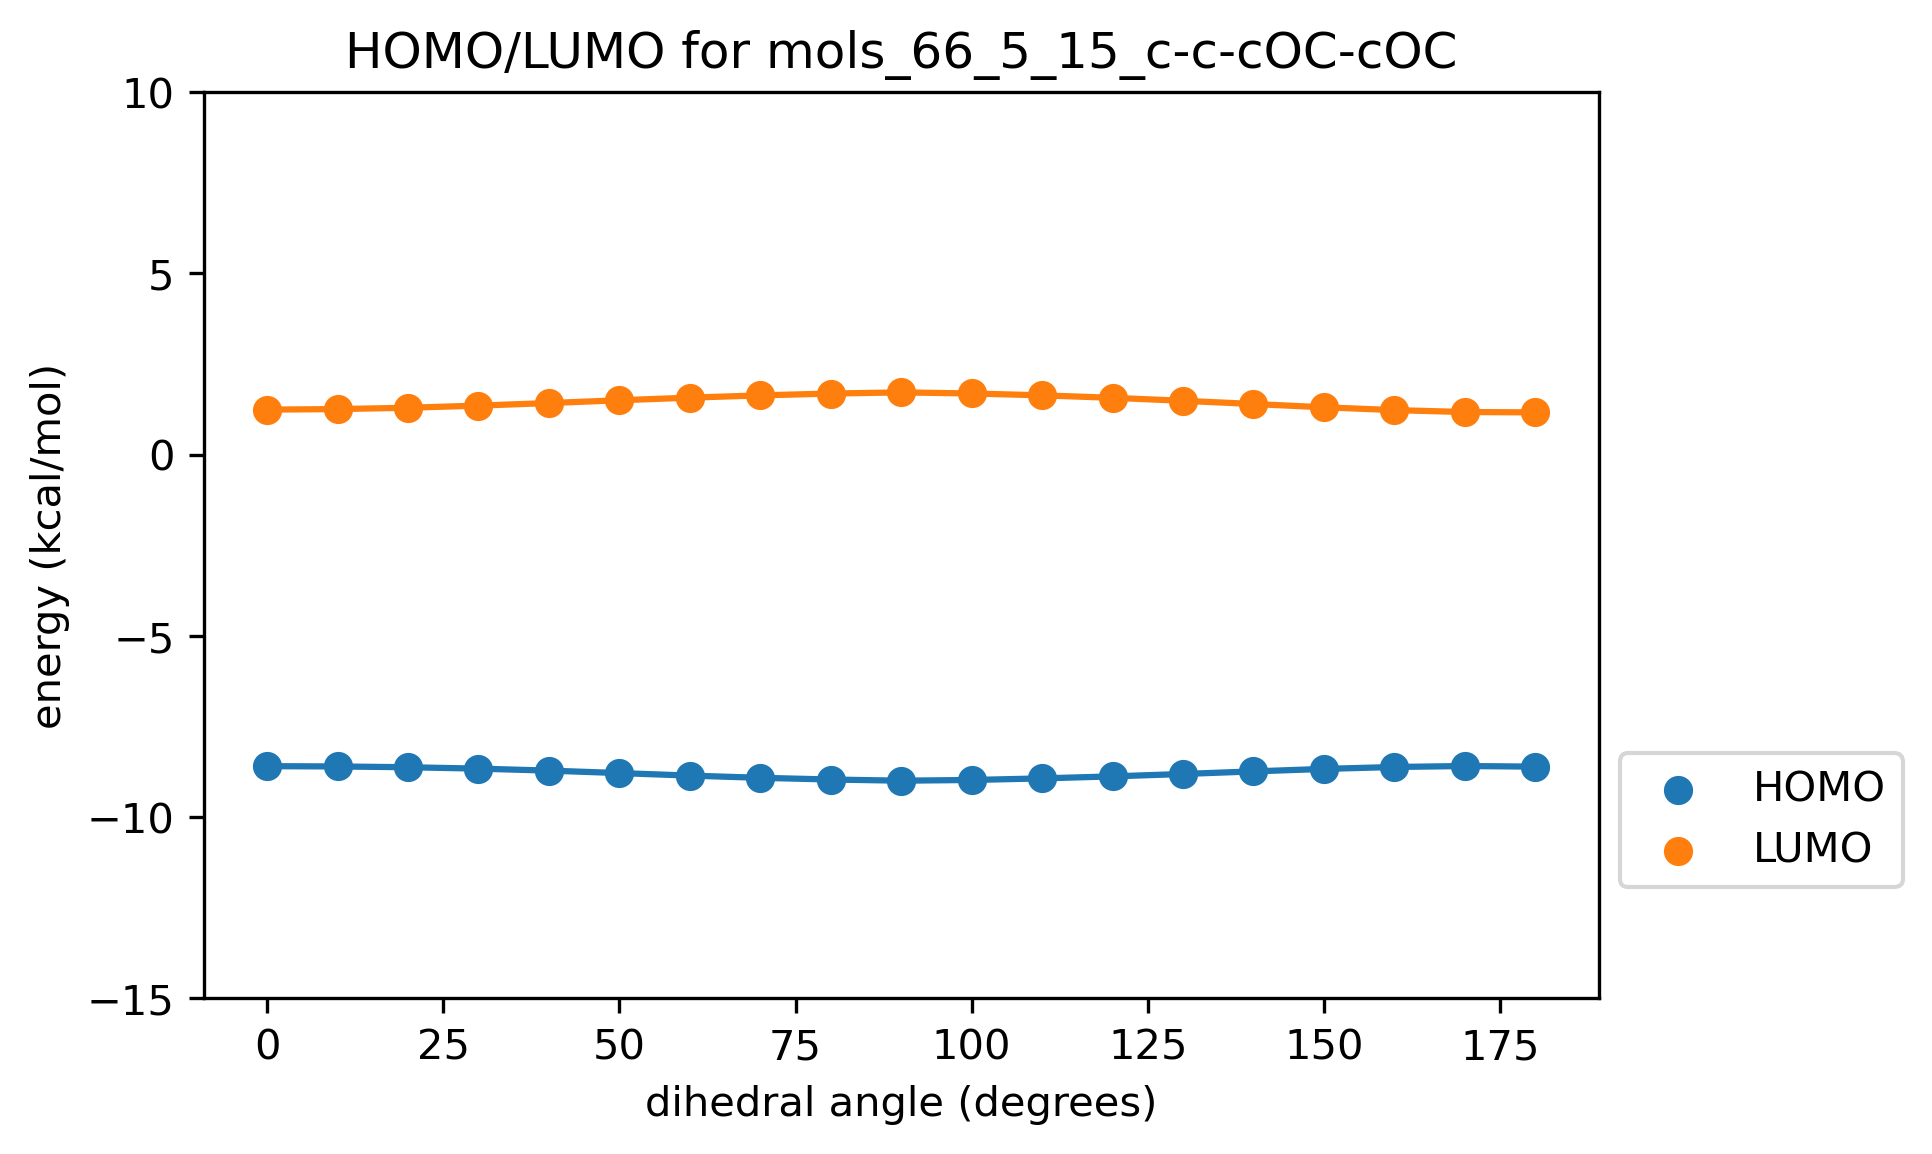 HOMO/LUMO for mols_66_5_15_c-c-cOC-cOC
10
5
0
−5
−10
−15
energy (kcal/mol)
0 25 50 75 100 125 150 175
dihedral angle (degrees)
HOMO
LUMO